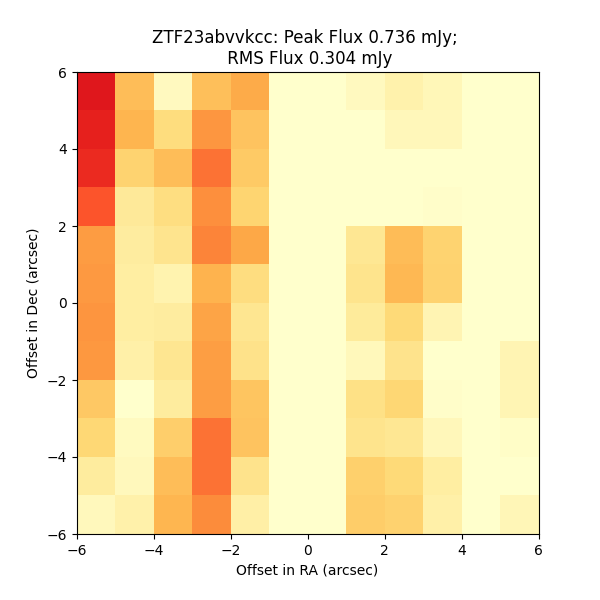 ZTF23abvvkcc: Peak Flux 0.736 mJy;
RMS Flux 0.304 mJy
6
4
2
0
−2
−4
−6
Offset in Dec (arcsec)
−6 −4 −2 0 2 4 6
Offset in RA (arcsec)